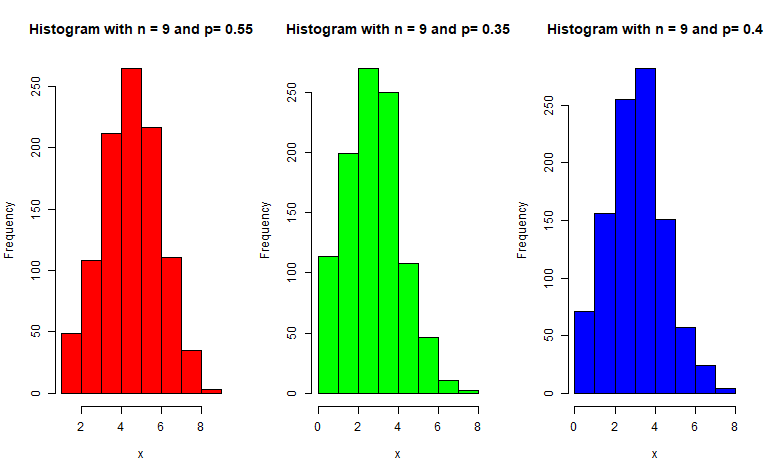 Histogram with n = 9 and p= 0.55
Frequency
0
50
100
150
200
250
2 4 6 8
x
Histogram with n = 9 and p= 0.35
Frequency
0
50
100
150
200
250
0 2 4 6 8
x
Histogram with n = 9 and p= 0.4
Frequency
0
50
100
150
200
250
0 2 4 6 8
x